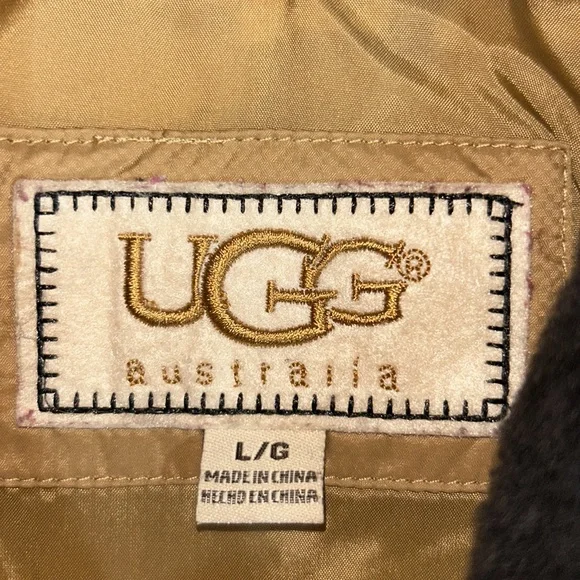 UGG®
australia
L/G
MADE IN CHINA
HECHO EN CHINA